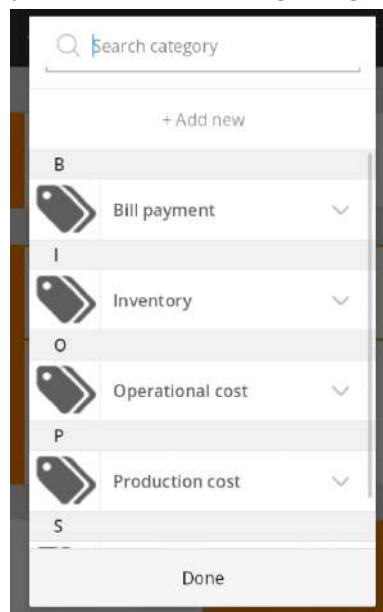 Search category
+ Add new
B
Bill payment
I
Inventory
O
Operational cost
P
Production cost
S
Done